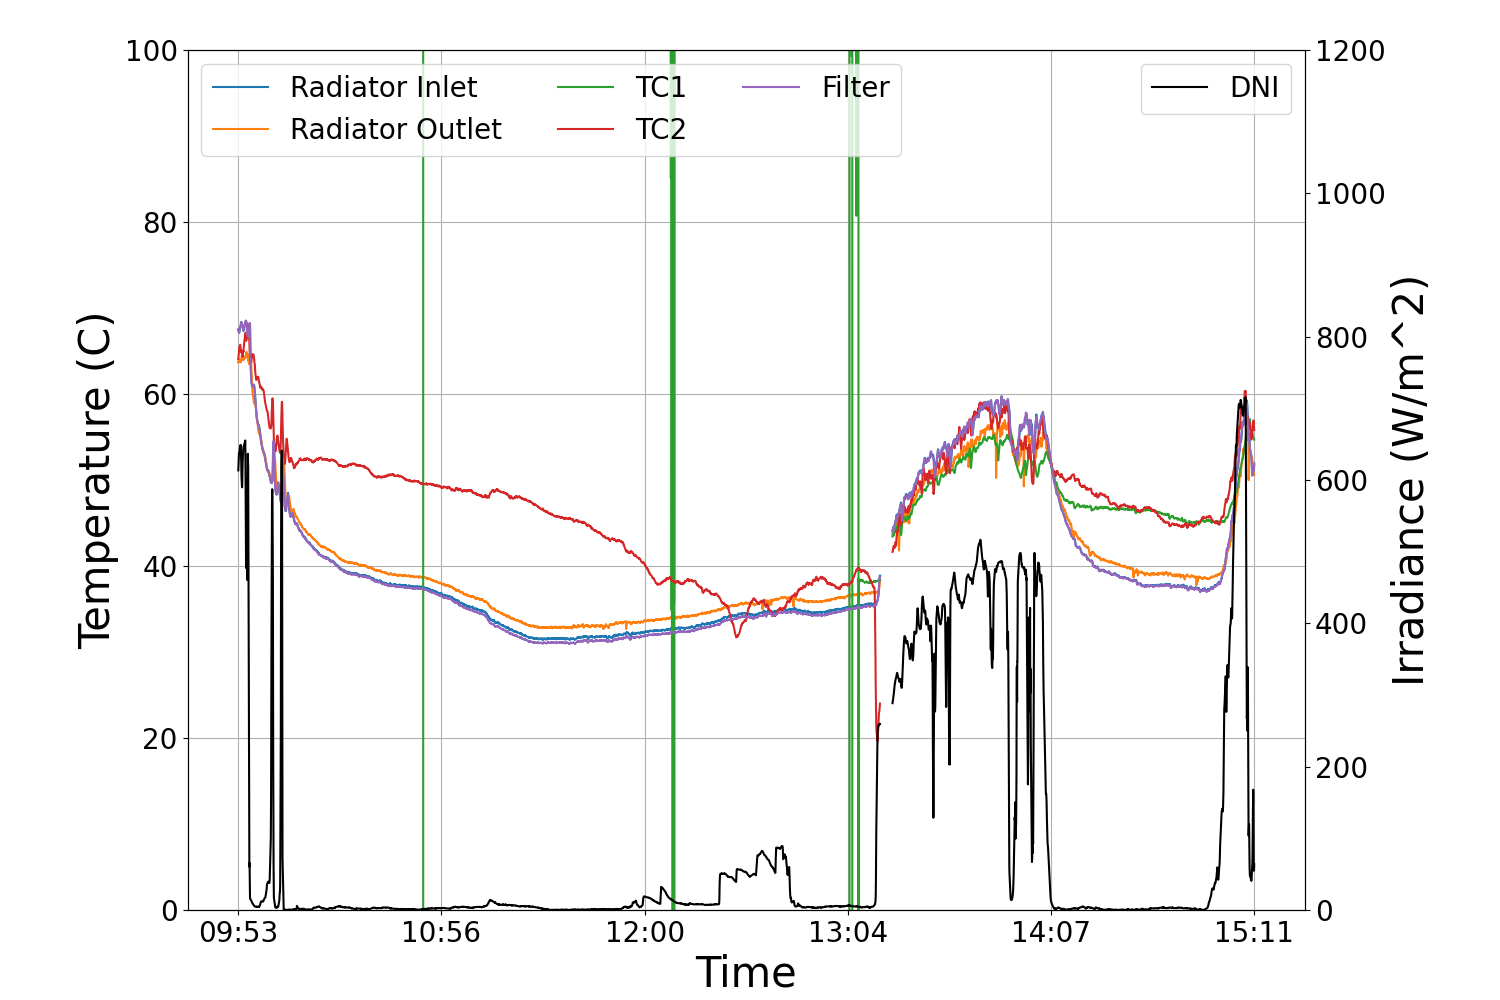 100
80
60
40
20
0
Temperature (C)
Radiator Inlet
Radiator Outlet
TC1
TC2
Filter
DNI
1200
1000
800
600
400
200
0
Irradiance (W/m^2)
09:53 10:56 12:00 13:04 14:07 15:11
Time